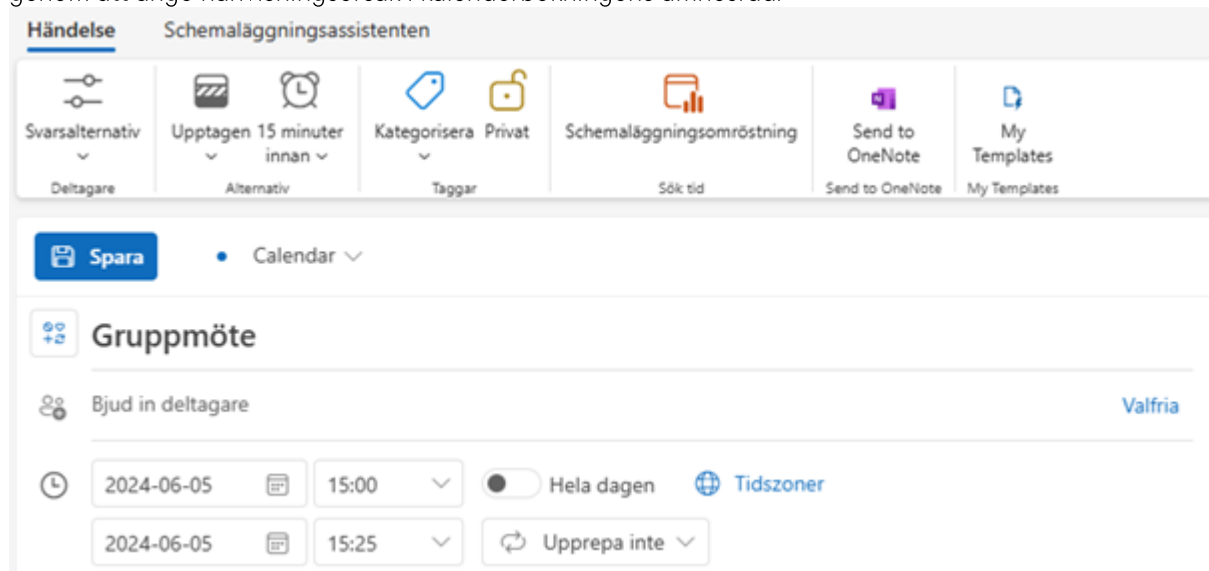 Händelse Schemaläggningsassistenten
Svarsalternativ Upptagen 15 minuter innan Kategorisera Privat Schemaläggningsomröstning Send to OneNote My Templates
Deltagare Alternativ Taggar Sök tid Send to OneNote My Templates
Spara Calendar
Gruppmöte
Bjud in deltagare Valfria
2024-06-05 15:00 Hela dagen Tidszoner
2024-06-05 15:25 Upprepa inte